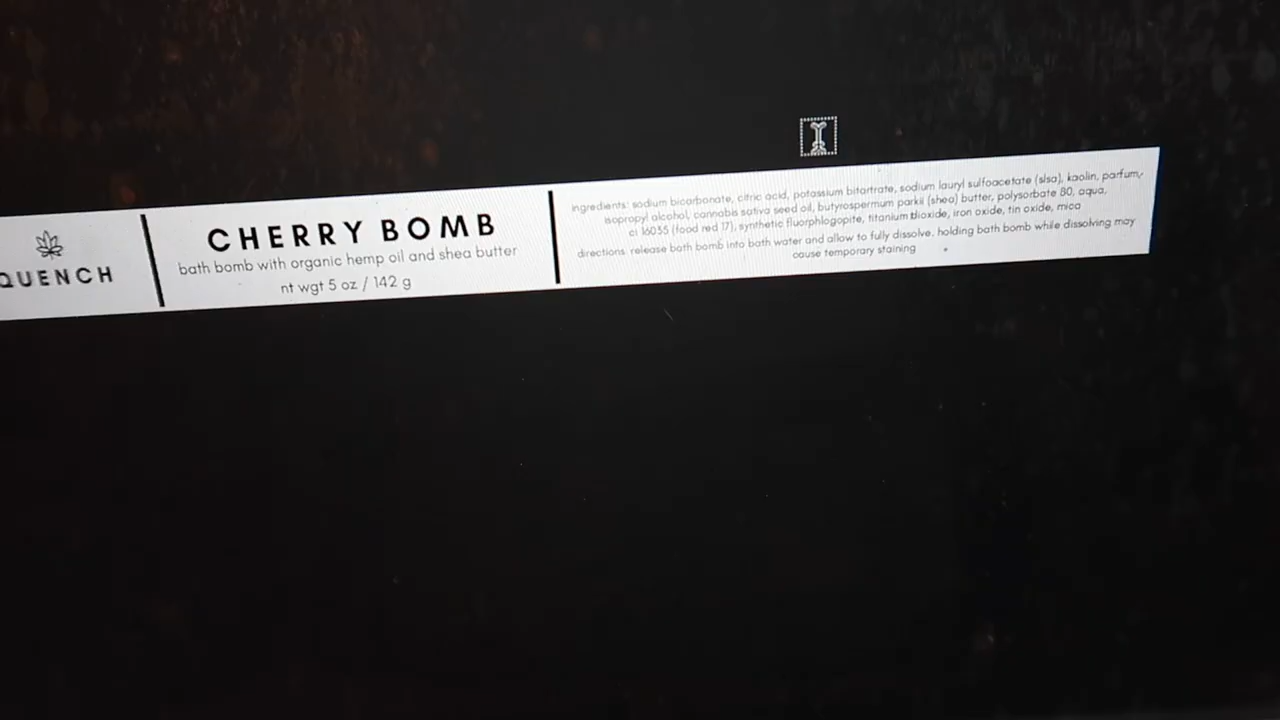 QUENCH
CHERRY BOMB
bath bomb with organic hemp oil and shea butter
nt wgt 5 oz / 142 g
ingredients: sodium bicarbonate, citric acid, potassium bitartrate, sodium lauryl sulfoacetate (slsa), kaolin, parfum,
isopropyl alcohol, cannabis sativa seed oil, butyrospermum parkii (shea) butter, polysorbate 80, aqua,
ci 16035 (food red 17), synthetic fluorphlogopite, titanium dioxide, iron oxide, tin oxide, mica
directions: release bath bomb into bath water and allow to fully dissolve. holding bath bomb while dissolving may
cause temporary staining